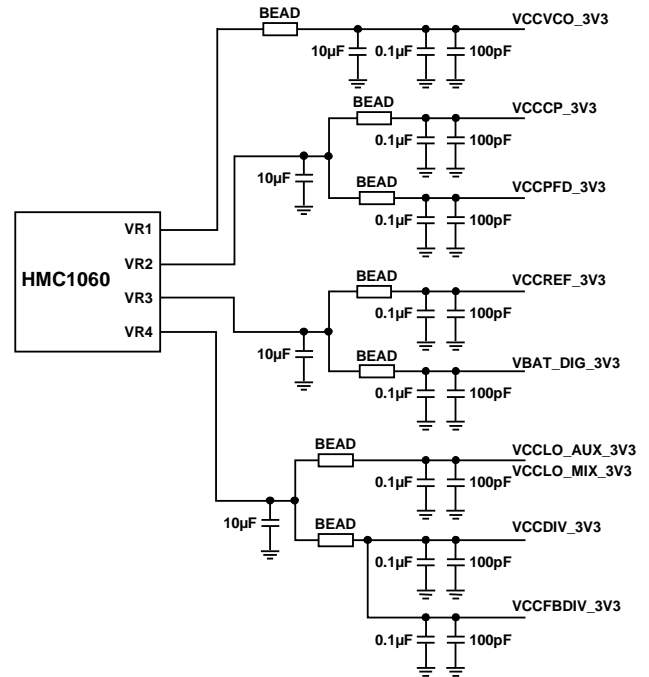 BEAD
VCCVCO_3V3
10µF
0.1µF
100pF
BEAD
VCCCP_3V3
0.1µF
100pF
10µF
BEAD
VCCPFD_3V3
0.1µF
100pF
HMC1060
VR1
VR2
VR3
VR4
BEAD
VCCREF_3V3
0.1µF
100pF
10µF
BEAD
VBAT_DIG_3V3
0.1µF
100pF
BEAD
VCCLO_AUX_3V3
VCCLO_MIX_3V3
0.1µF
100pF
10µF
BEAD
VCCDIV_3V3
0.1µF
100pF
VCCFBDIV_3V3
0.1µF
100pF